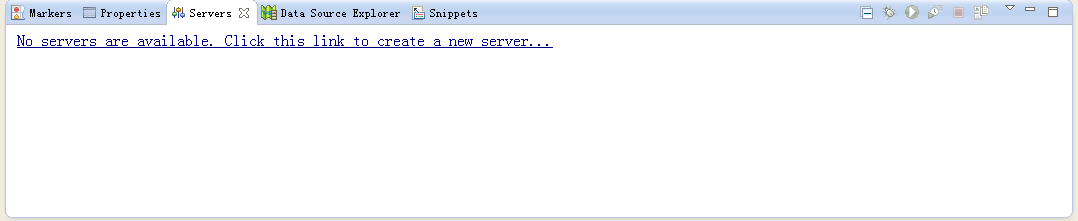 Markers Properties Servers Data Source Explorer Snippets
No servers are available. Click this link to create a new server...